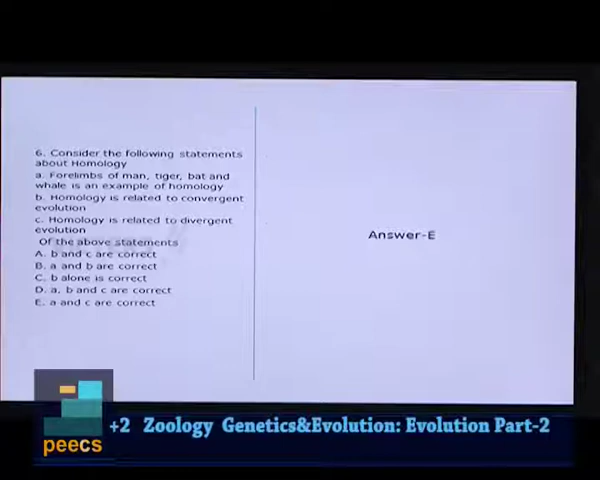 6. Consider the following statements
about Homology
a. Forelimbs of man, tiger, bat and
whale is an example of homology
b. Homology is related to convergent
evolution
c. Homology is related to divergent
evolution
Of the above statements
A. b and c are correct
B. a and b are correct
C. b alone is correct
D. a, b and c are correct
E. a and c are correct
Answer-E
peecs
+2 Zoology Genetics&Evolution: Evolution Part-2